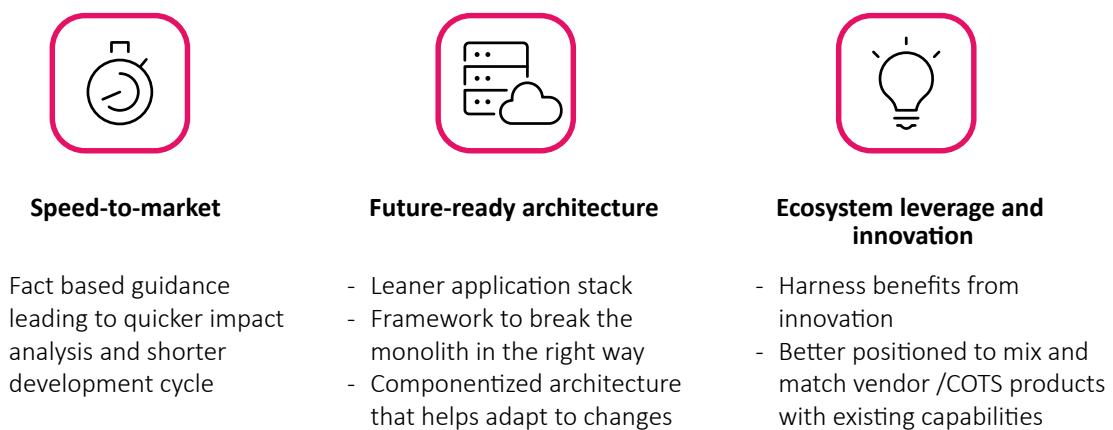 Speed-to-market
Fact based guidance
leading to quicker impact
analysis and shorter
development cycle
Future-ready architecture
- Leaner application stack
- Framework to break the
monolith in the right way
- Componentized architecture
that helps adapt to changes
Ecosystem leverage and
innovation
- Harness benefits from
innovation
- Better positioned to mix and
match vendor /COTS products
with existing capabilities